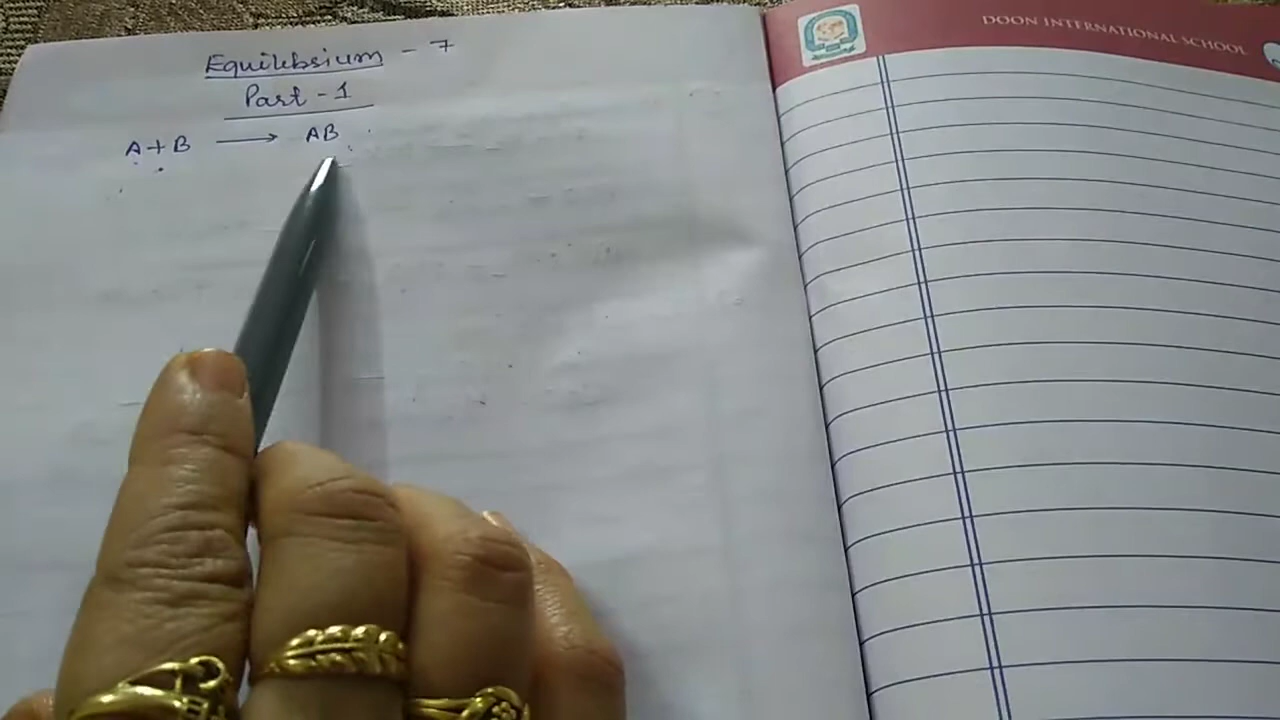 Equilibrium - 7
Part - 1
A + B ⟶ AB
DOON INTERNATIONAL SCHOOL